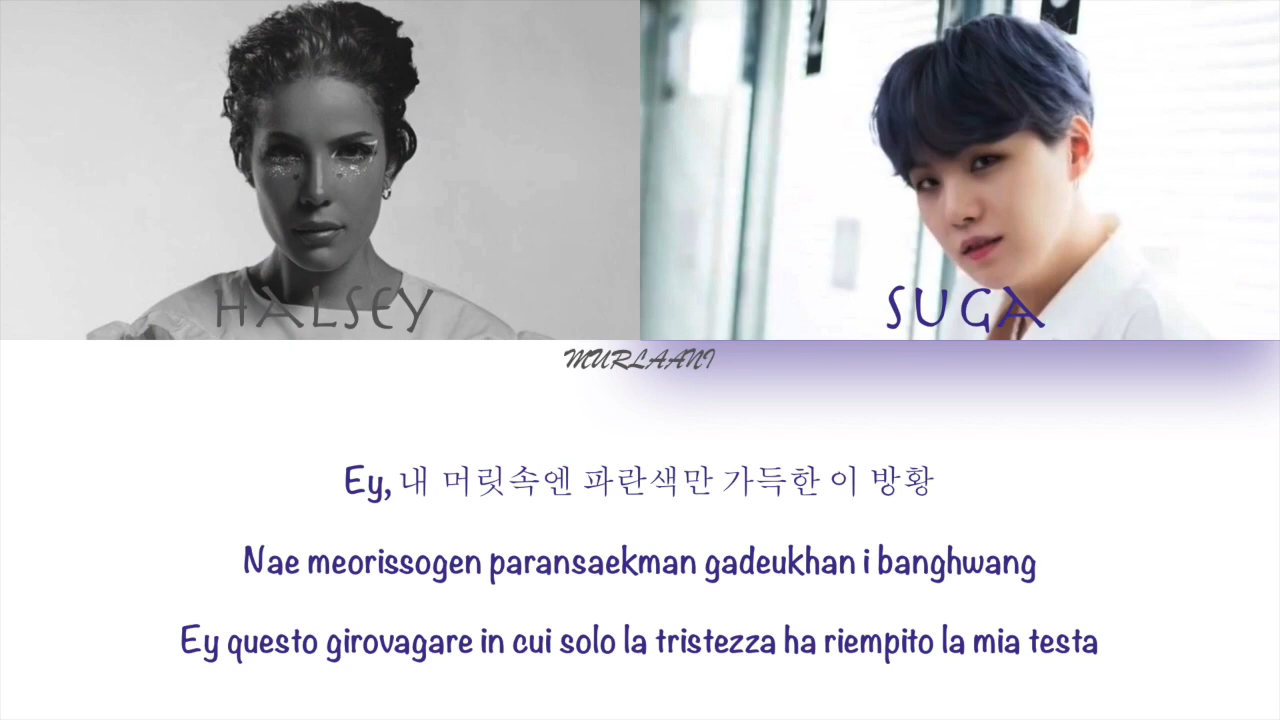 HALSEY
SUGA
MURLAANI
Ey, 내 머릿속엔 파란색만 가득한 이 방황
Nae meorissogen paransaekman gadeukhan i banghwang
Ey questo girovagare in cui solo la tristezza ha riempito la mia testa